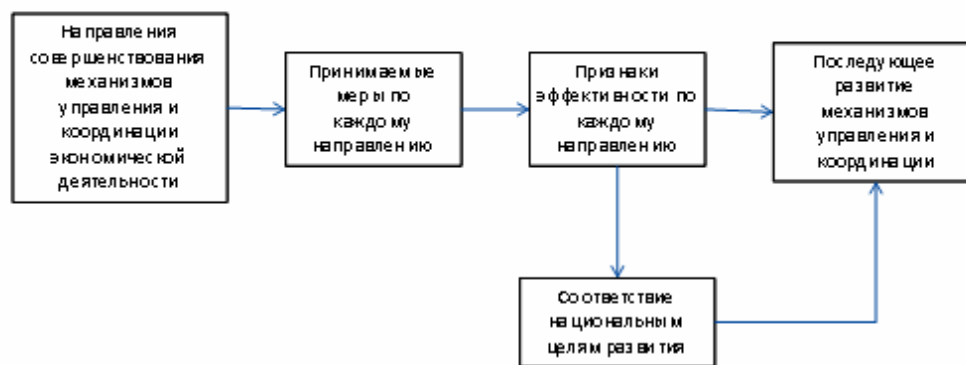 Направления
совершенствования
механизмов
управления и
координации
экономической
деятельности
Принимаемые
меры по
каждому
направлению
Признаки
эффективности по
каждому
направлению
Последующее
развитие
механизмов
управления и
координации
Соответствие
национальным
целям развития